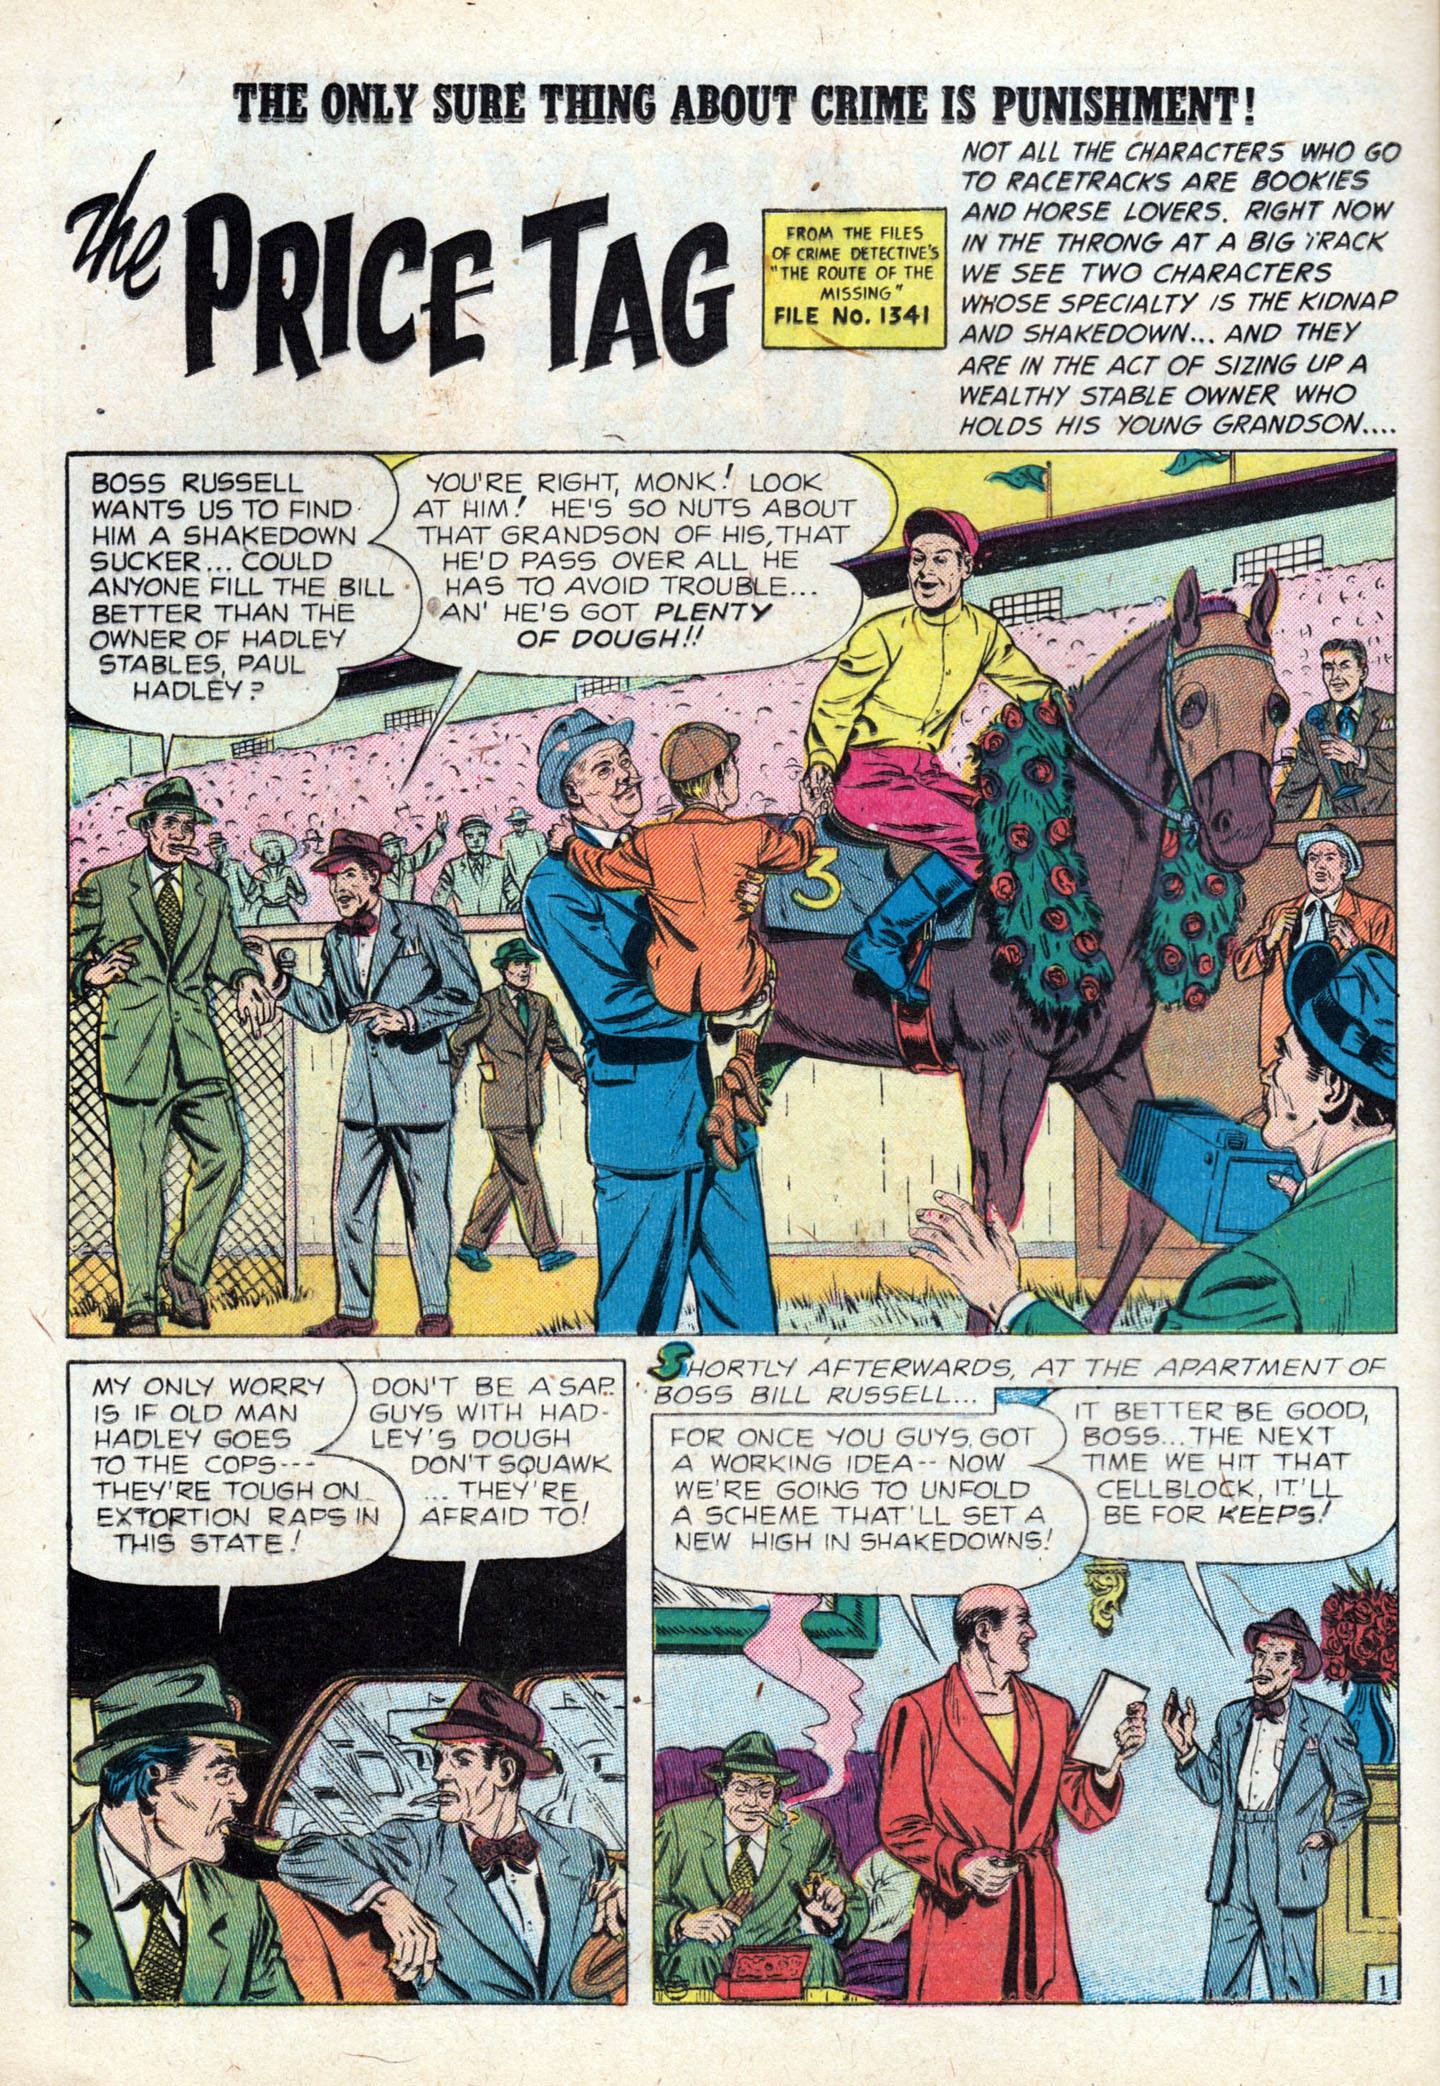 THE ONLY SURE THING ABOUT CRIME IS PUNISHMENT!
the
PRICE TAG
FROM THE FILES
OF CRIME DETECTIVE'S
"THE ROUTE OF THE
MISSING"
FILE NO. 1341
NOT ALL THE CHARACTERS WHO GO
TO RACETRACKS ARE BOOKIES
AND HORSE LOVERS. RIGHT NOW
IN THE THRONG AT A BIG TRACK
WE SEE TWO CHARACTERS
WHOSE SPECIALTY IS THE KIDNAP
AND SHAKEDOWN... AND THEY
ARE IN THE ACT OF SIZING UP A
WEALTHY STABLE OWNER WHO
HOLDS HIS YOUNG GRANDSON....
BOSS RUSSELL
WANTS US TO FIND
HIM A SHAKEDOWN
SUCKER... COULD
ANYONE FILL THE BILL
BETTER THAN THE
OWNER OF HADLEY
STABLES, PAUL
HADLEY?
YOU'RE RIGHT, MONK! LOOK
AT HIM! HE'S SO NUTS ABOUT
THAT GRANDSON OF HIS, THAT
HE'D PASS OVER ALL HE
HAS TO AVOID TROUBLE...
AN' HE'S GOT PLENTY
OF DOUGH!!
3
MY ONLY WORRY
IS IF OLD MAN
HADLEY GOES
TO THE COPS---
THEY'RE TOUGH ON
EXTORTION RAPS IN
THIS STATE!
DON'T BE A SAP.
GUYS WITH HAD-
LEY'S DOUGH
DON'T SQUAWK
... THEY'RE
AFRAID TO!
SHORTLY AFTERWARDS, AT THE APARTMENT OF
BOSS BILL RUSSELL...
FOR ONCE YOU GUYS GOT
A WORKING IDEA-- NOW
WE'RE GOING TO UNFOLD
A SCHEME THAT'LL SET A
NEW HIGH IN SHAKEDOWNS!
IT BETTER BE GOOD,
BOSS... THE NEXT
TIME WE HIT THAT
CELLBLOCK, IT'LL
BE FOR KEEPS!
1